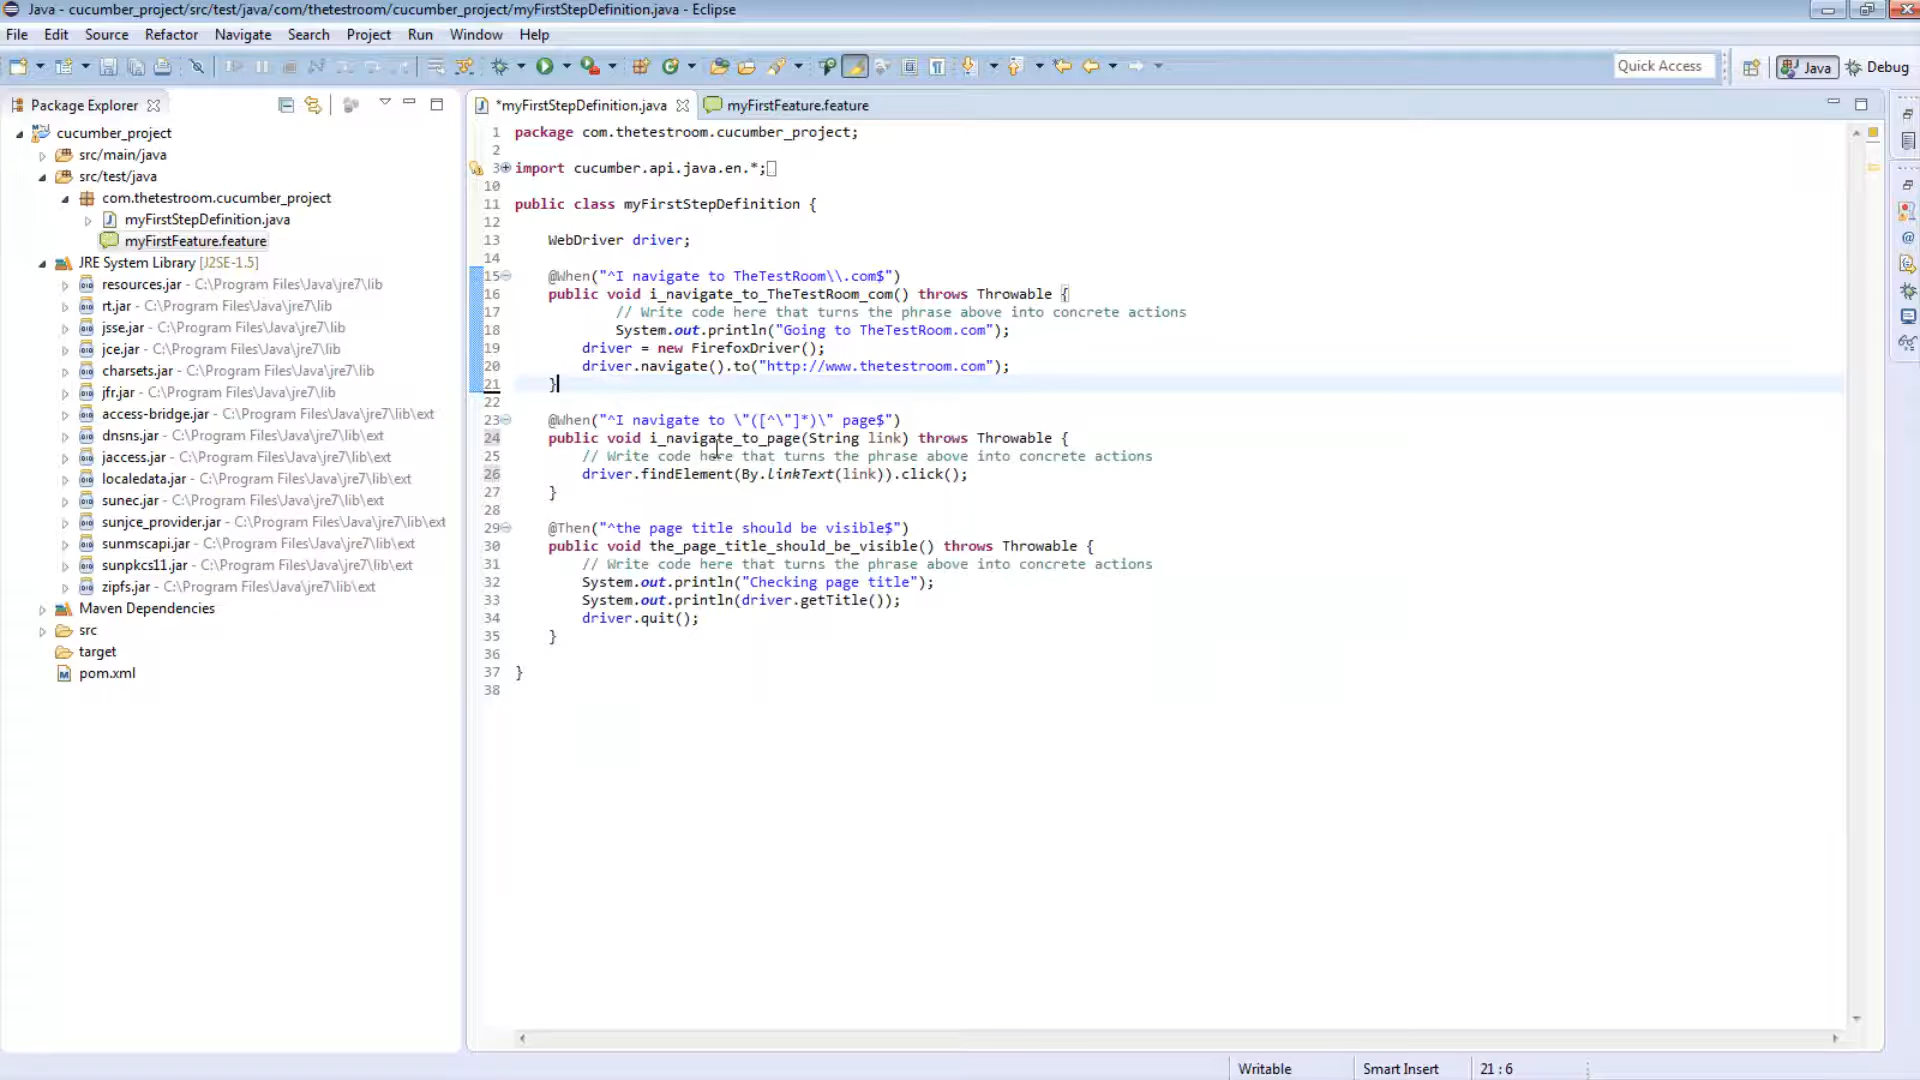 Java - cucumber_project/src/test/java/com/thetestroom/cucumber_project/myFirstStepDefinition.java - Eclipse
File Edit Source Refactor Navigate Search Project Run Window Help
Quick Access Java Debug
Package Explorer
cucumber_project
src/main/java
src/test/java
com.thetestroom.cucumber_project
myFirstStepDefinition.java
myFirstFeature.feature
JRE System Library [J2SE-1.5]
resources.jar - C:\Program Files\Java\jre7\lib
rt.jar - C:\Program Files\Java\jre7\lib
jsse.jar - C:\Program Files\Java\jre7\lib
jce.jar - C:\Program Files\Java\jre7\lib
charsets.jar - C:\Program Files\Java\jre7\lib
jfr.jar - C:\Program Files\Java\jre7\lib
access-bridge.jar - C:\Program Files\Java\jre7\lib\ext
dnsns.jar - C:\Program Files\Java\jre7\lib\ext
jaccess.jar - C:\Program Files\Java\jre7\lib\ext
localedata.jar - C:\Program Files\Java\jre7\lib\ext
sunec.jar - C:\Program Files\Java\jre7\lib\ext
sunjce_provider.jar - C:\Program Files\Java\jre7\lib\ext
sunmscapi.jar - C:\Program Files\Java\jre7\lib\ext
sunpkcs11.jar - C:\Program Files\Java\jre7\lib\ext
zipfs.jar - C:\Program Files\Java\jre7\lib\ext
Maven Dependencies
src
target
pom.xml
*myFirstStepDefinition.java myFirstFeature.feature
1 package com.thetestroom.cucumber_project;
2
3 import cucumber.api.java.en.*;
10
11 public class myFirstStepDefinition {
12
13 WebDriver driver;
14
15 @When("^I navigate to TheTestRoom\\.com$")
16 public void i_navigate_to_TheTestRoom_com() throws Throwable {
17 // Write code here that turns the phrase above into concrete actions
18 System.out.println("Going to TheTestRoom.com");
19 driver = new FirefoxDriver();
20 driver.navigate().to("http://www.thetestroom.com");
21 }
22
23 @When("^I navigate to \"([^\"]*)\" page$")
24 public void i_navigate_to_page(String link) throws Throwable {
25 // Write code here that turns the phrase above into concrete actions
26 driver.findElement(By.linkText(link)).click();
27 }
28
29 @Then("^the page title should be visible$")
30 public void the_page_title_should_be_visible() throws Throwable {
31 // Write code here that turns the phrase above into concrete actions
32 System.out.println("Checking page title");
33 System.out.println(driver.getTitle());
34 driver.quit();
35 }
36
37 }
38
Writable Smart Insert 21 : 6